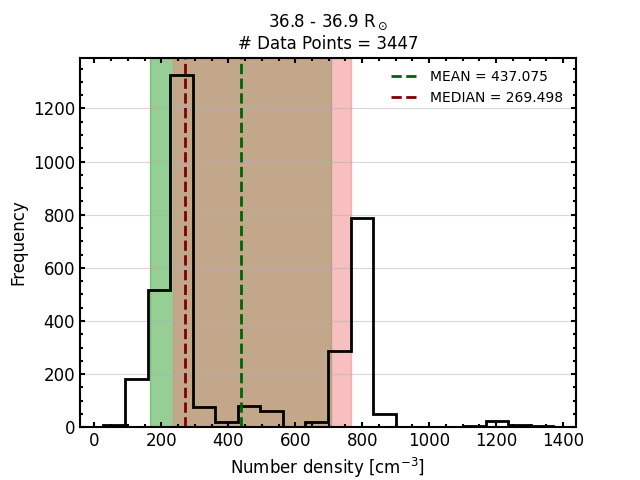 36.8 - 36.9 R⊙
# Data Points = 3447
MEAN = 437.075
MEDIAN = 269.498
Frequency
1200
1000
800
600
400
200
0
0 200 400 600 800 1000 1200 1400
Number density [cm⁻³]